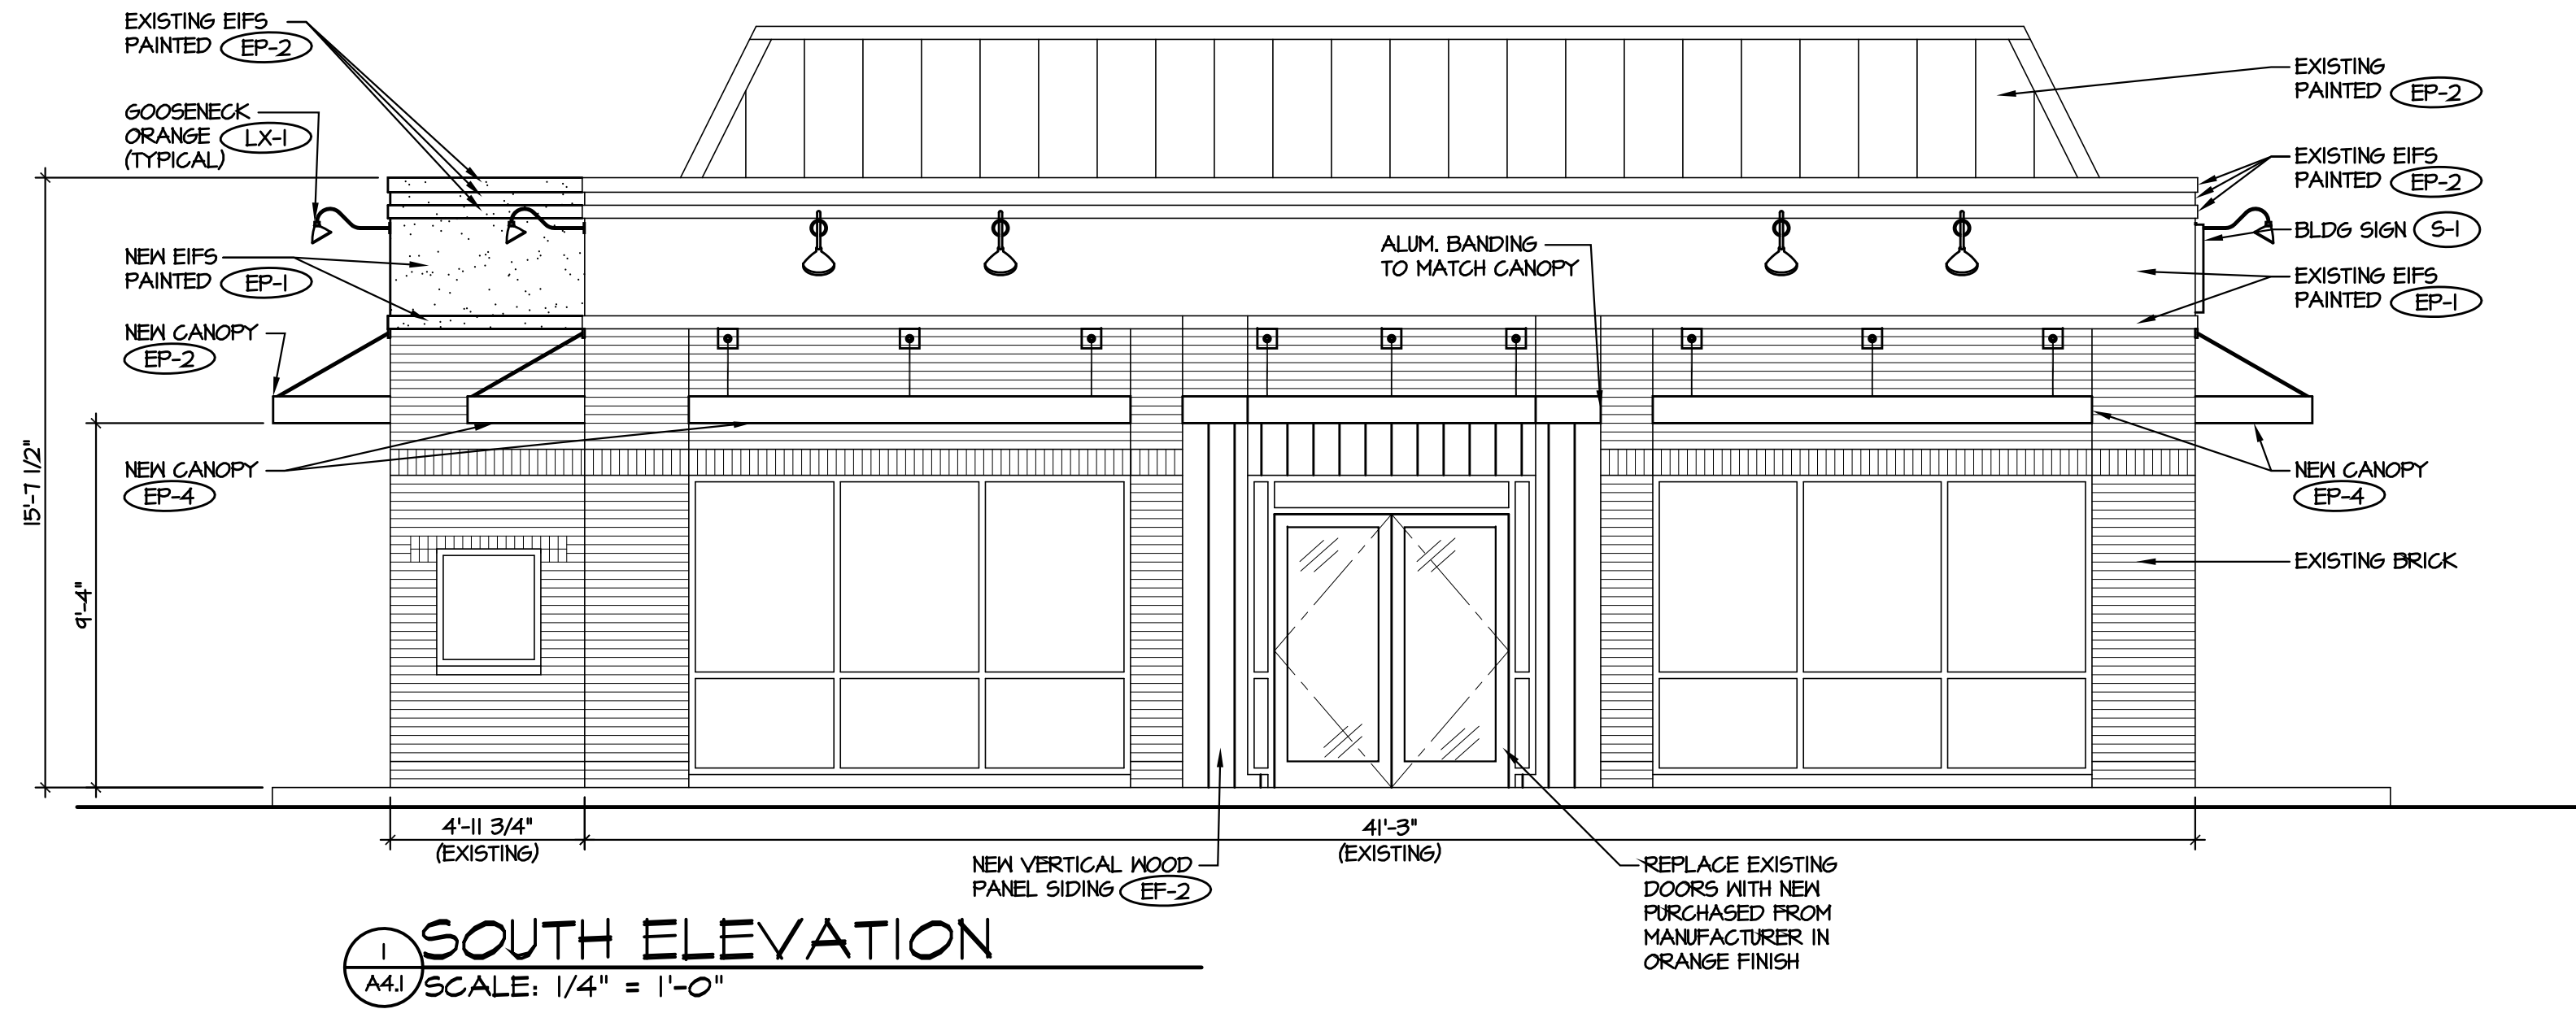 EXISTING EIFS
PAINTED EP-2
GOOSENECK
ORANGE LX-1
(TYPICAL)
NEW EIFS
PAINTED EP-1
NEW CANOPY
EP-2
NEW CANOPY
EP-4
15'-7 1/2"
9'-4"
ALUM. BANDING
TO MATCH CANOPY
EXISTING
PAINTED EP-2
EXISTING EIFS
PAINTED EP-2
BLDG SIGN S-1
EXISTING EIFS
PAINTED EP-1
NEW CANOPY
EP-4
EXISTING BRICK
4'-11 3/4"
(EXISTING)
41'-3"
(EXISTING)
NEW VERTICAL WOOD
PANEL SIDING EF-2
REPLACE EXISTING
DOORS WITH NEW
PURCHASED FROM
MANUFACTURER IN
ORANGE FINISH
1
A4.1
SOUTH ELEVATION
SCALE: 1/4" = 1'-0"